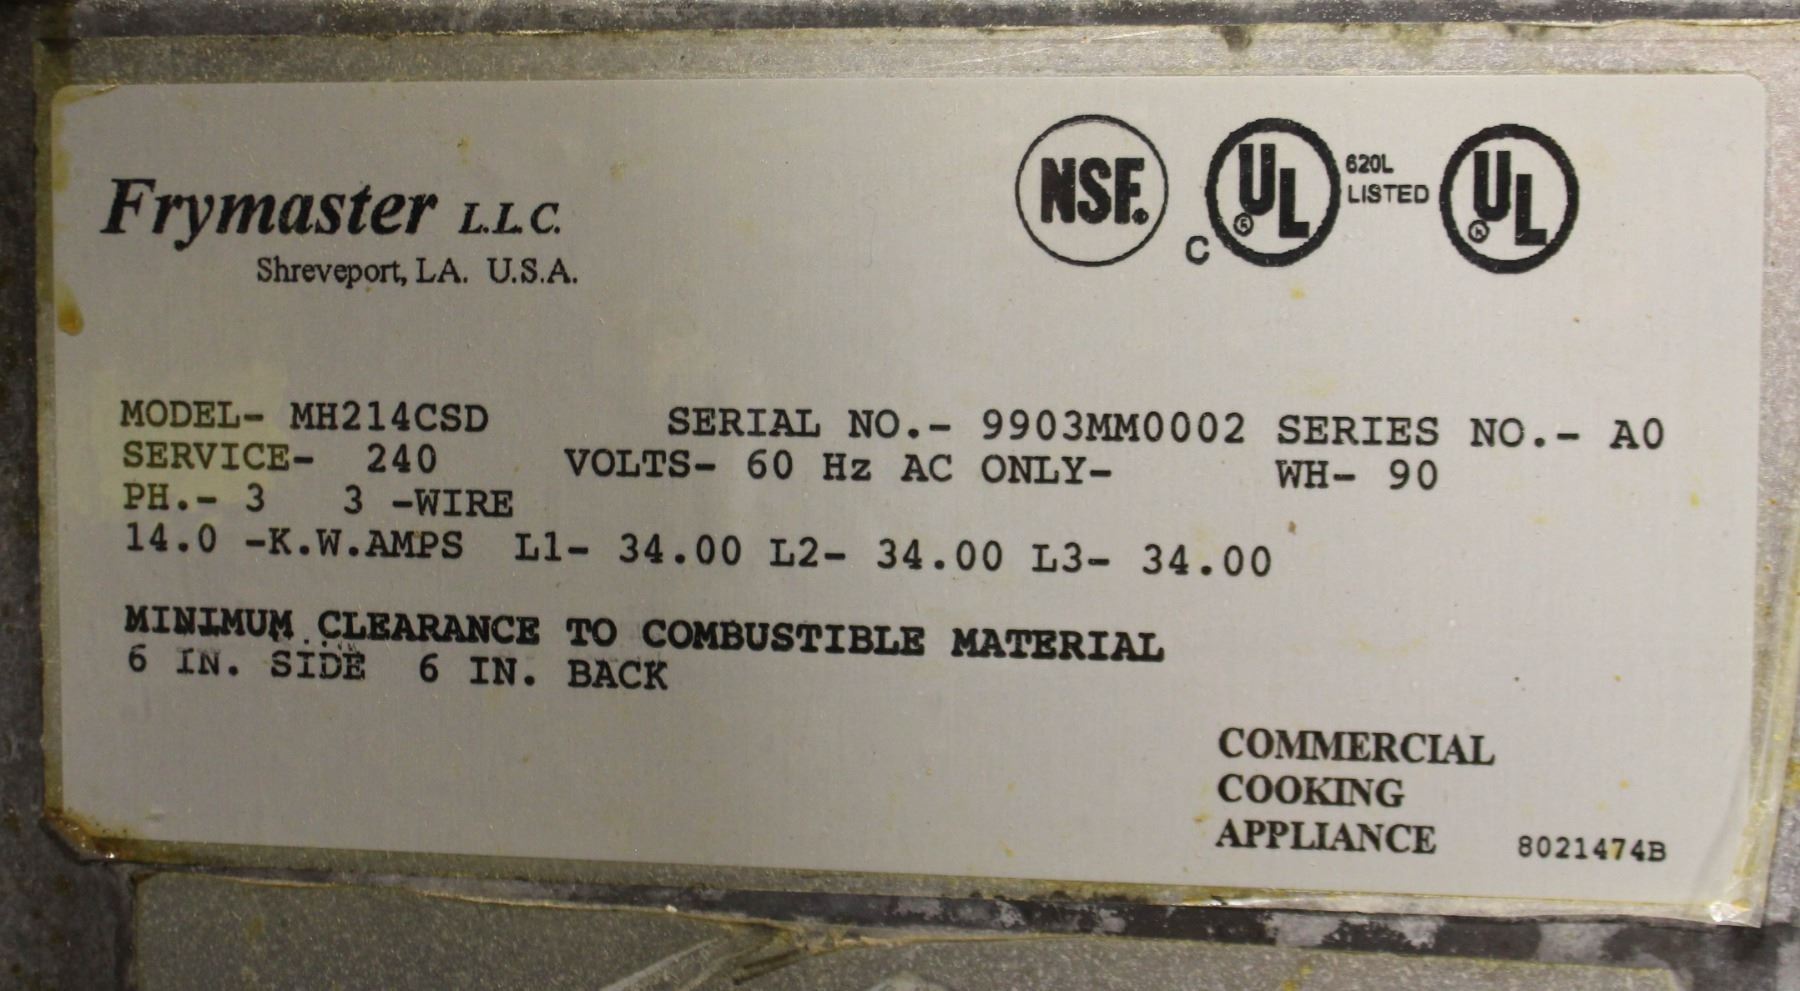 Frymaster L.L.C.
Shreveport, LA. U.S.A.
NSF®
C UL 620L LISTED UL
MODEL- MH214CSD SERIAL NO.- 9903MM0002 SERIES NO.- A0
SERVICE- 240 VOLTS- 60 Hz AC ONLY- WH- 90
PH.- 3 3 -WIRE
14.0 -K.W.AMPS L1- 34.00 L2- 34.00 L3- 34.00
MINIMUM CLEARANCE TO COMBUSTIBLE MATERIAL
6 IN. SIDE 6 IN. BACK
COMMERCIAL
COOKING
APPLIANCE 8021474B